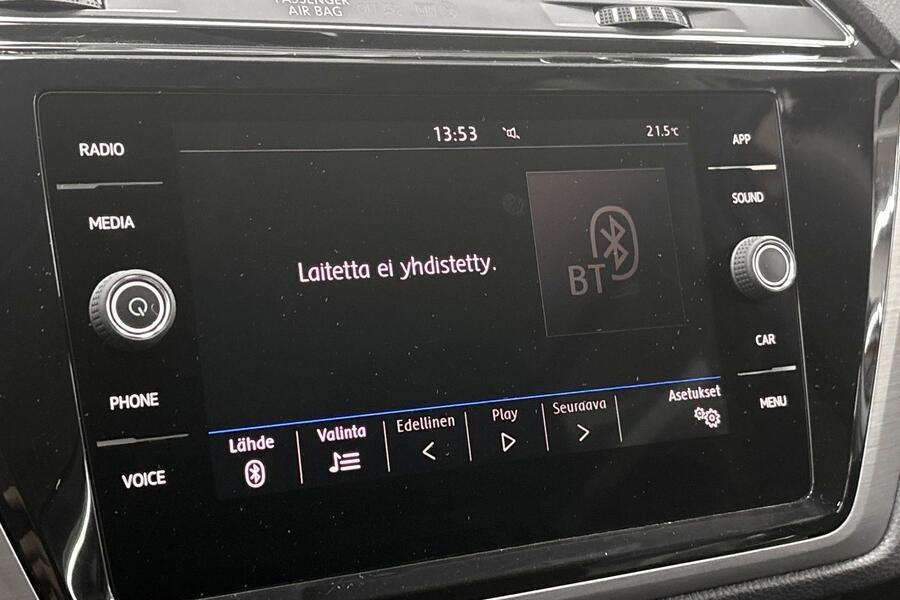 PASSENGER
AIR BAG
RADIO
MEDIA
PHONE
VOICE
13:53
21.5°C
Laitetta ei yhdistetty.
BT
Lähde
Valinta
Edellinen
Play
Seuraava
Asetukset
APP
SOUND
CAR
MENU